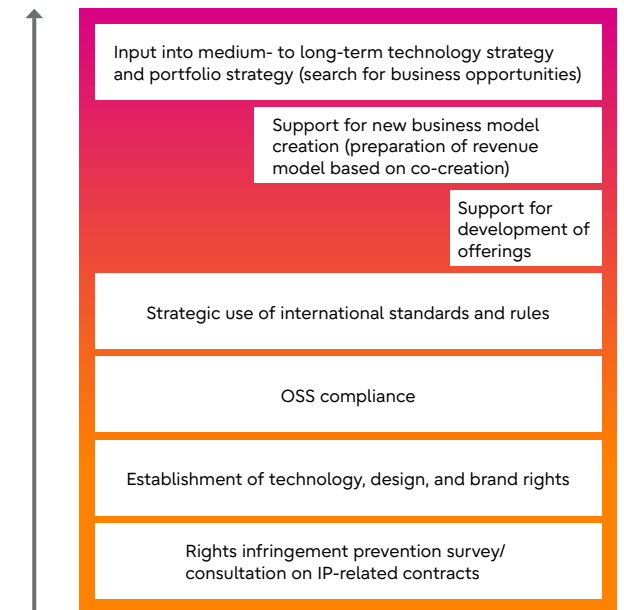 Input into medium- to long-term technology strategy
and portfolio strategy (search for business opportunities)
Support for new business model
creation (preparation of revenue
model based on co-creation)
Support for
development of
offerings
Strategic use of international standards and rules
OSS compliance
Establishment of technology, design, and brand rights
Rights infringement prevention survey/
consultation on IP-related contracts